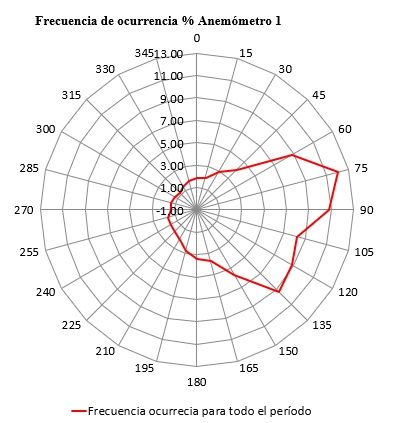 Frecuencia de ocurrencia % Anemómetro 1
0
345 13.00 15
330 11.00 30
315 9.00 45
300 7.00 60
5.00
285 3.00 75
1.00
270 -1.00 90
255 105
240 120
225 135
210 150
195 165
180
Frecuencia ocurrecia para todo el período